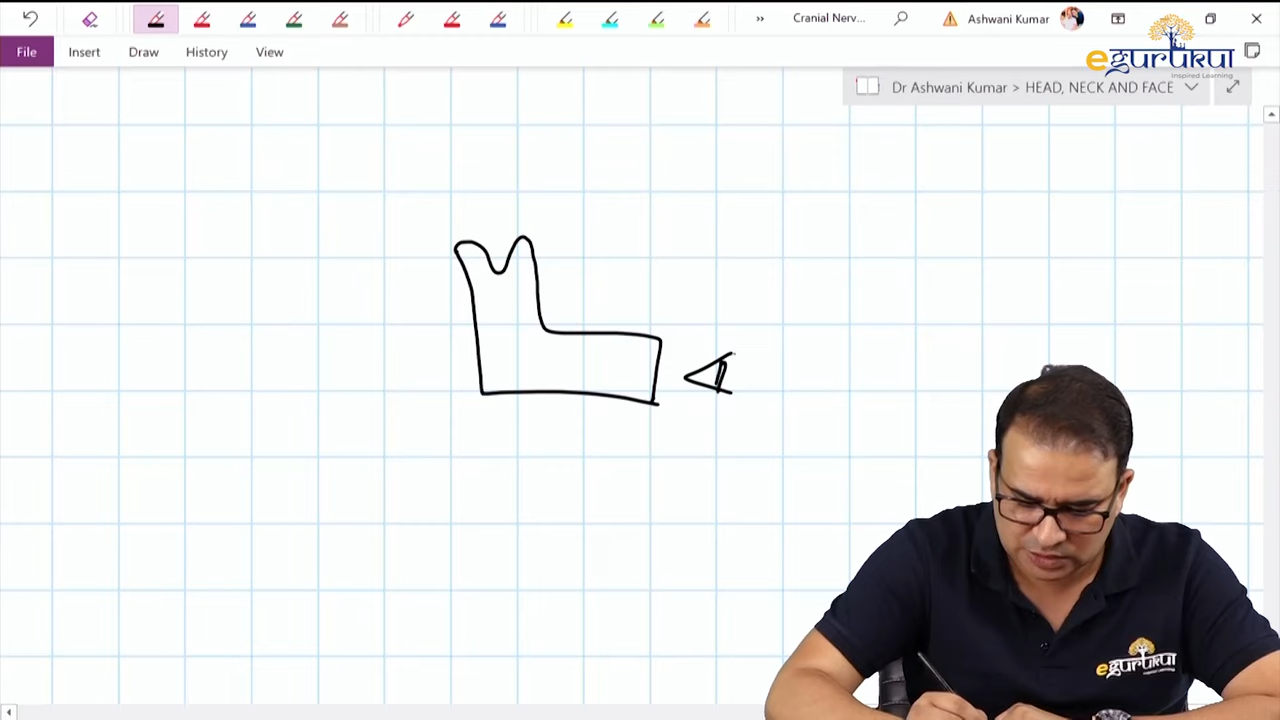 Cranial Nerv...
Ashwani Kumar
egurukul
Inspired Learning
File
Insert
Draw
History
View
Dr Ashwani Kumar > HEAD, NECK AND FACE
egurukul